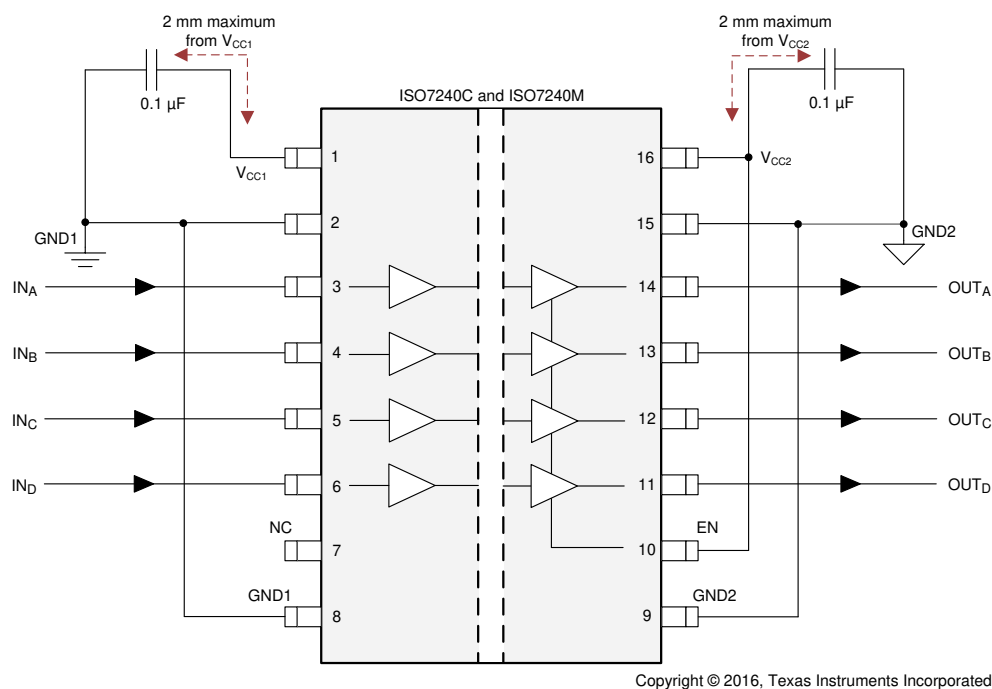 2 mm maximum
from VCC1
2 mm maximum
from VCC2
0.1 µF
ISO7240C and ISO7240M
0.1 µF
VCC1
1
16
VCC2
2
15
GND1
GND2
INA
3
14
OUTA
INB
4
13
OUTB
INC
5
12
OUTC
IND
6
11
OUTD
NC
7
10
EN
GND1
8
9
GND2
Copyright © 2016, Texas Instruments Incorporated